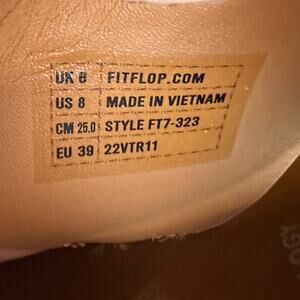 UK 6 FITFLOP.COM
US 8 MADE IN VIETNAM
CM 25.0 STYLE FT7-323
EU 39 22VTR11